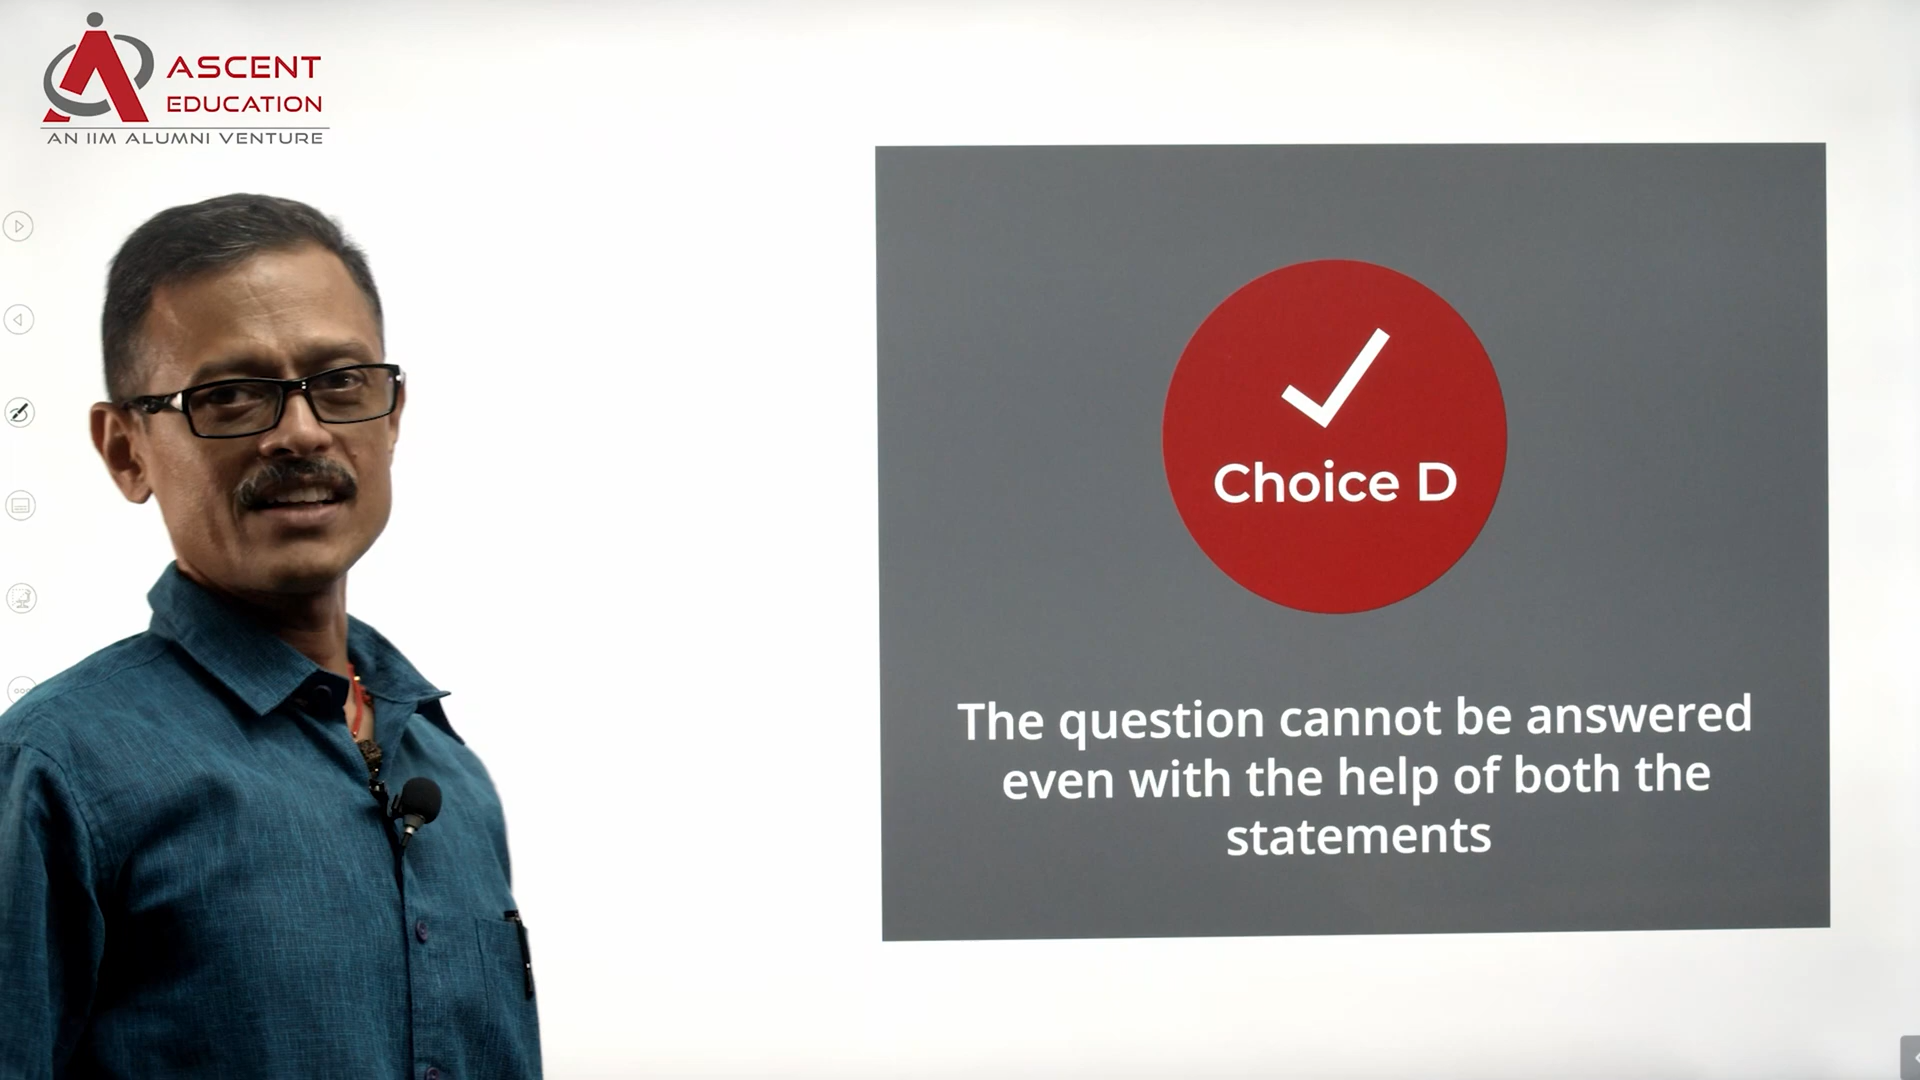 ASCENT
EDUCATION
AN IIM ALUMNI VENTURE
Choice D
The question cannot be answered
even with the help of both the
statements